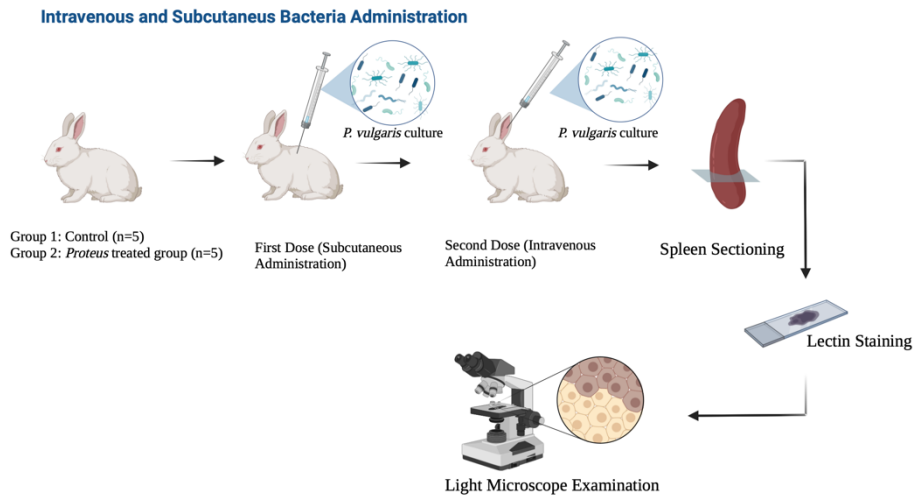 Intravenous and Subcutaneus Bacteria Administration
P. vulgaris culture
P. vulgaris culture
Group 1: Control (n=5)
Group 2: Proteus treated group (n=5)
First Dose (Subcutaneous
Administration)
Second Dose (Intravenous
Administration)
Spleen Sectioning
Lectin Staining
Light Microscope Examination